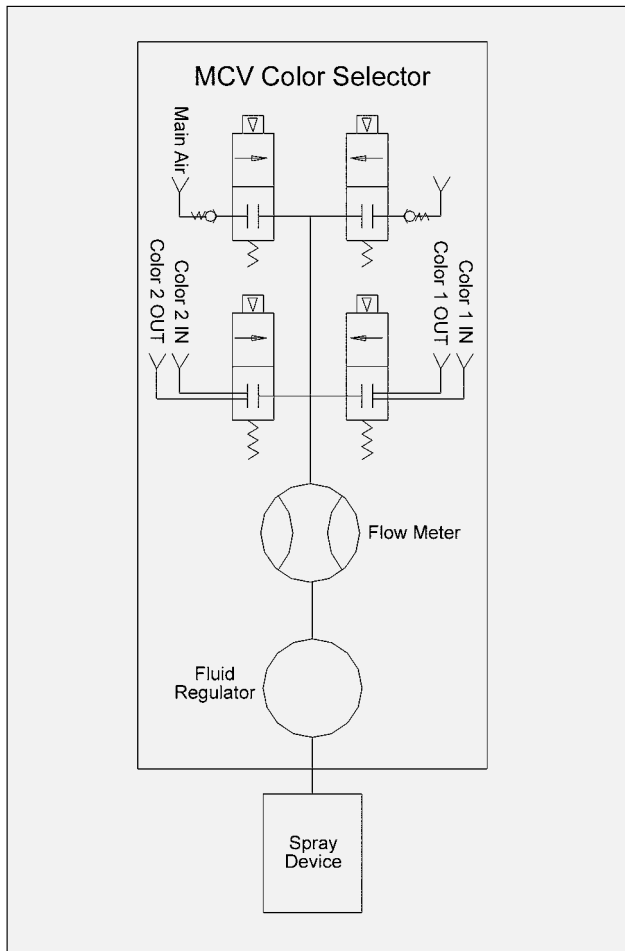 MCV Color Selector
Main Air
Color 2 IN
Color 2 OUT
Color 1 IN
Color 1 OUT
Flow Meter
Fluid
Regulator
Spray
Device